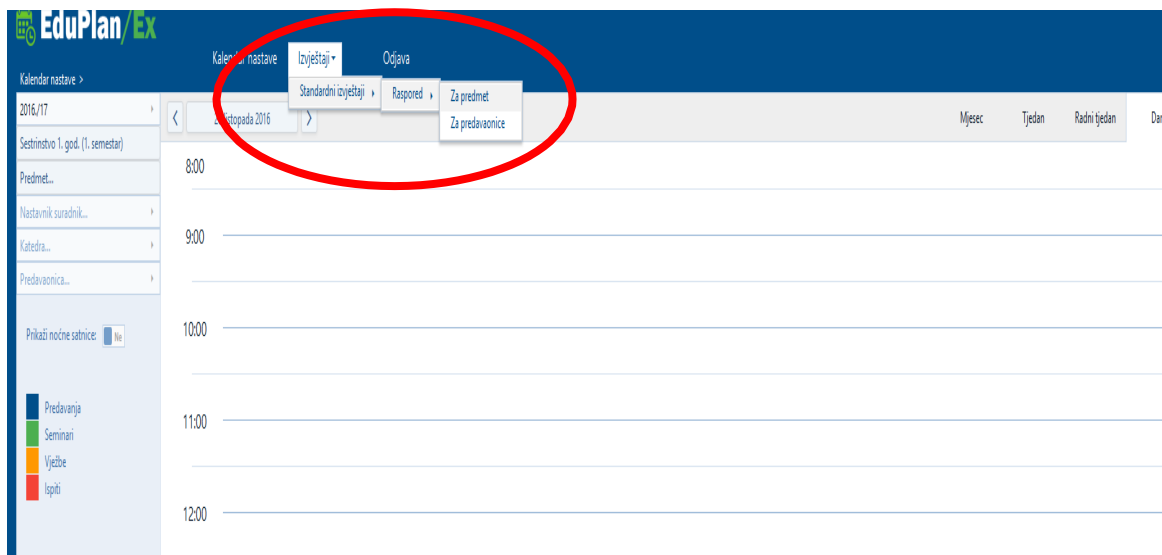 EduPlan/Ex
Kalendar nastave Izvještaji Odjava
Kalendar nastave >
Standardni izvještaji Raspored Za predmet
Za predavaonice
2016./17
listopada 2016
Mjesec Tjedan Radni tjedan
Sestrinstvo 1. god. (1. semestar)
Predmet...
Nastavnik suradnik...
Katedra...
Predavaonica...
Prikaži noćne satnice: Ne
Predavanja
Seminari
Vježbe
Ispiti
8:00
9:00
10:00
11:00
12:00